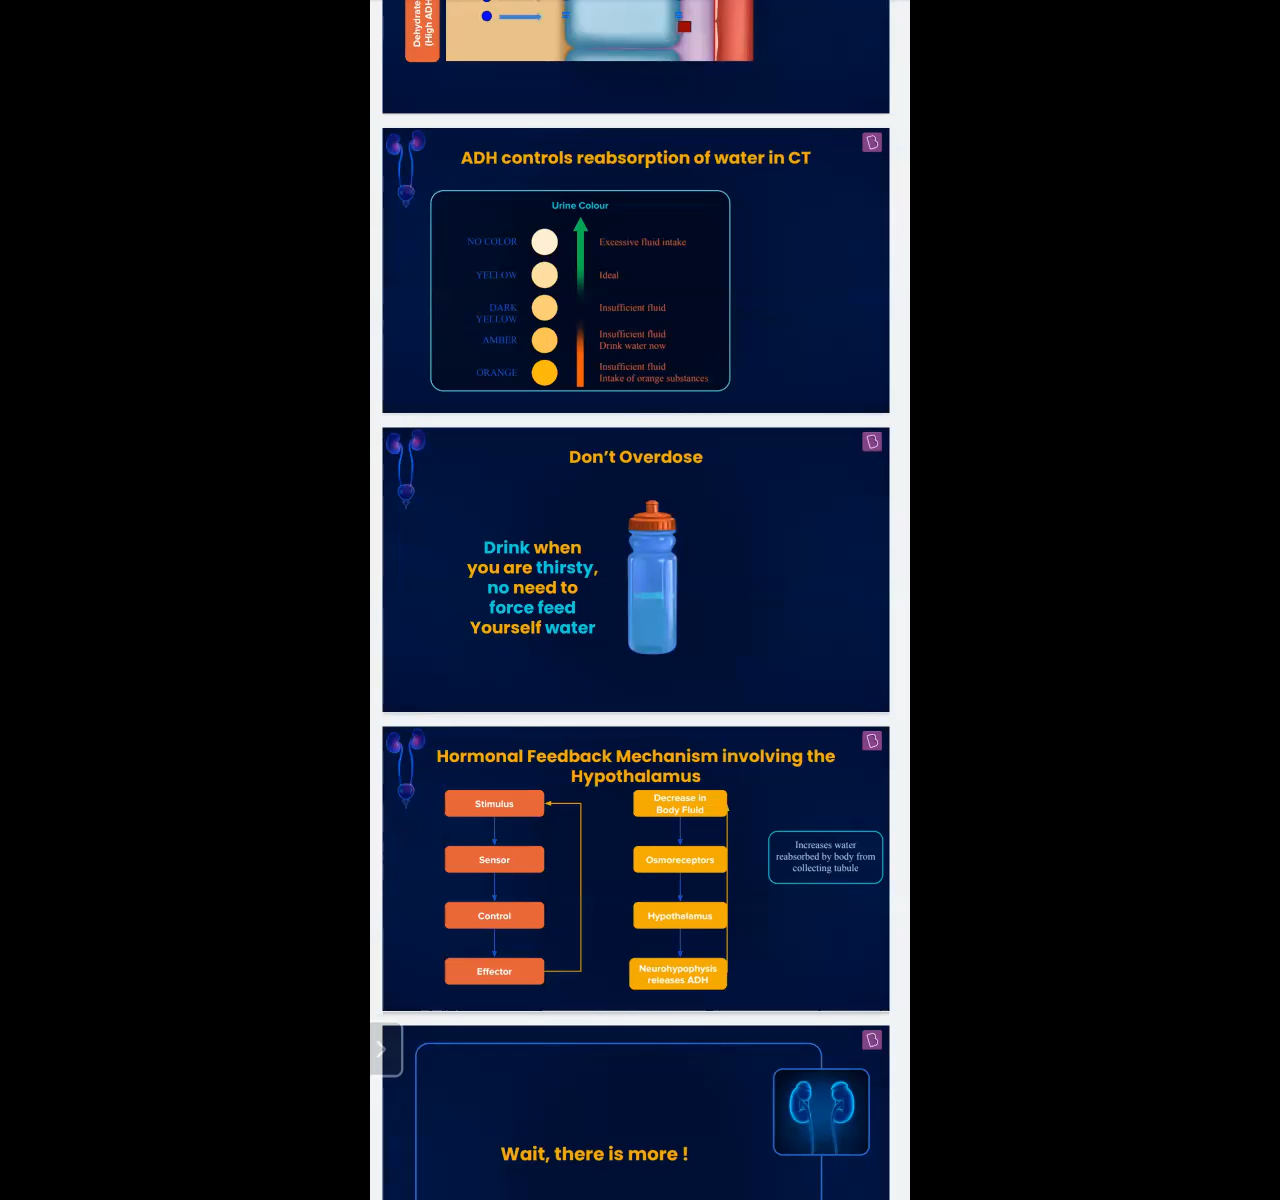 Dehydrate
(High ADH
ADH controls reabsorption of water in CT
Urine Colour
NO COLOR
Excessive fluid intake
YELLOW
Ideal
DARK
YELLOW
Insufficient fluid
AMBER
Insufficient fluid
Drink water now
ORANGE
Insufficient fluid
Intake of orange substances
Don’t Overdose
Drink when
you are thirsty,
no need to
force feed
Yourself water
Hormonal Feedback Mechanism involving the
Hypothalamus
Stimulus
Sensor
Control
Effector
Decrease in
Body Fluid
Osmoreceptors
Hypothalamus
Neurohypophysis
releases ADH
Increases water
reabsorbed by body from
collecting tubule
Wait, there is more !